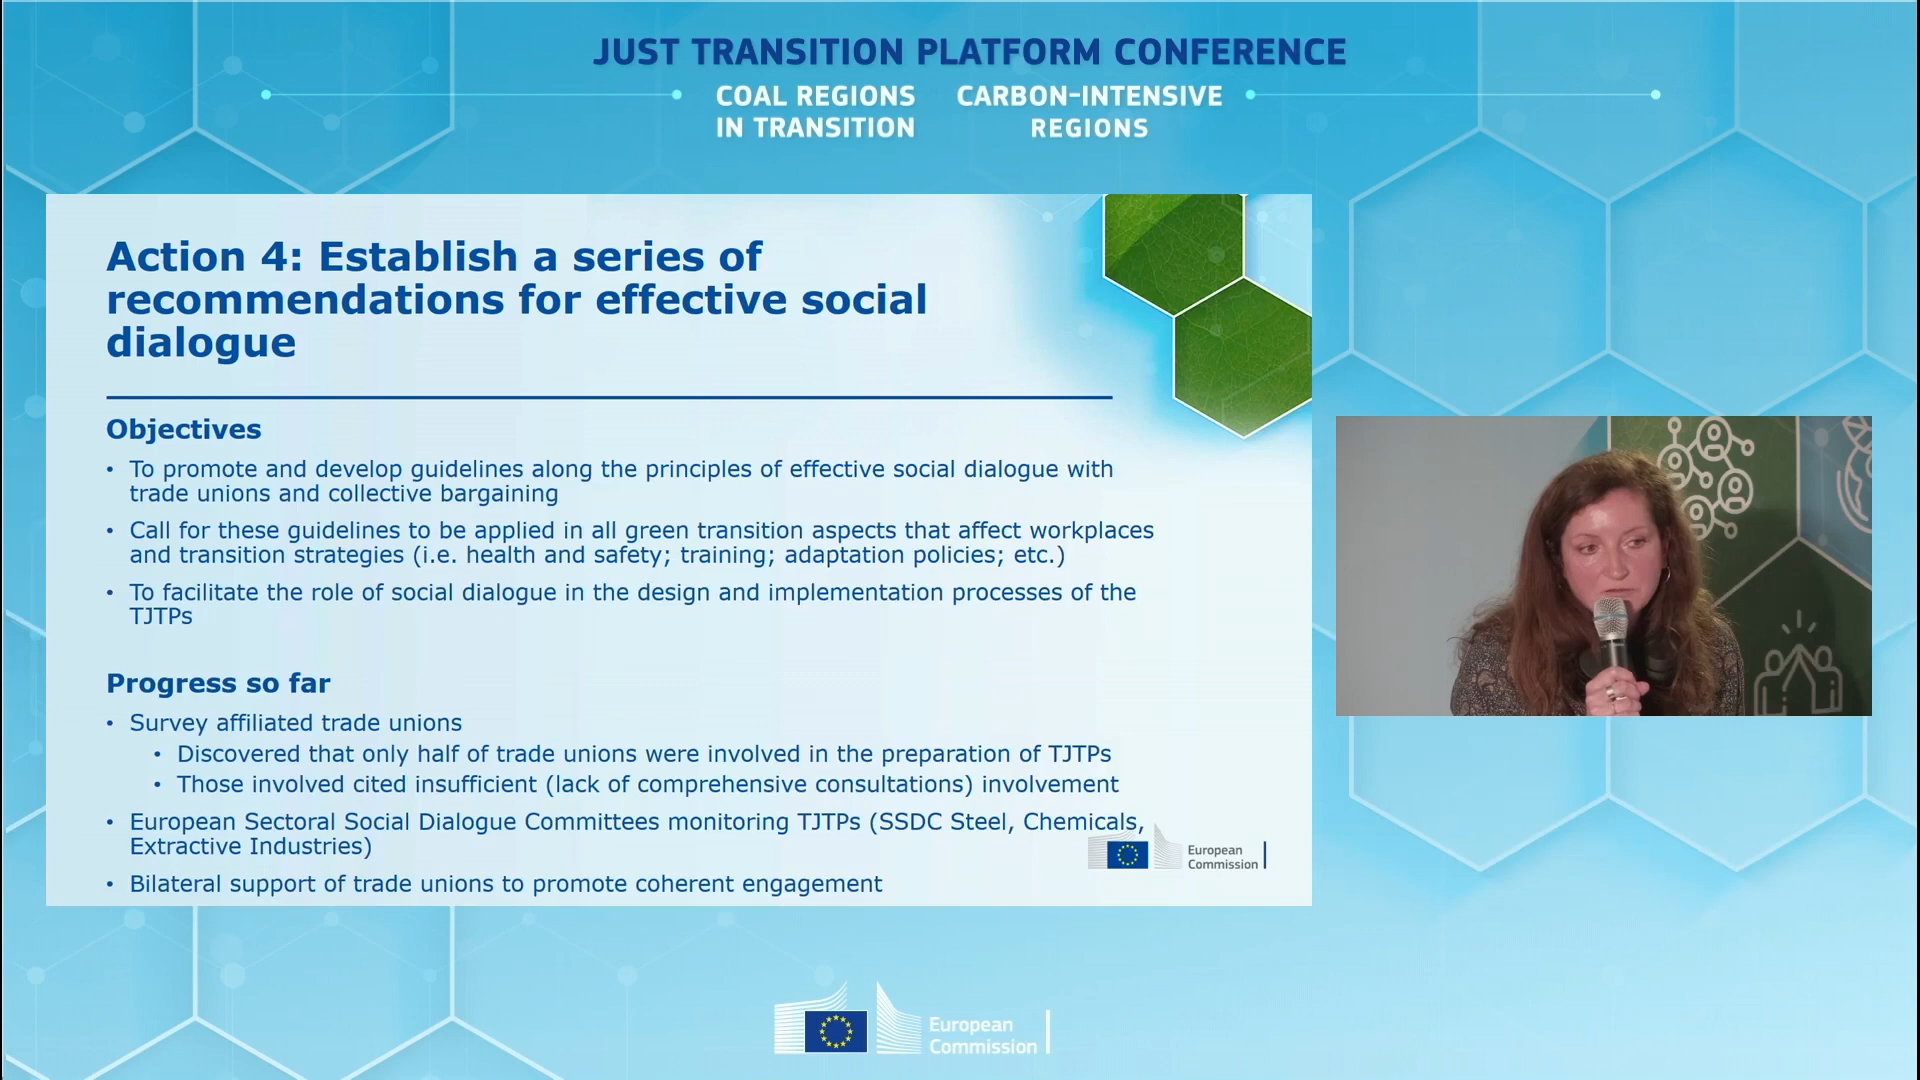 JUST TRANSITION PLATFORM CONFERENCE
COAL REGIONS
IN TRANSITION
CARBON-INTENSIVE
REGIONS
Action 4: Establish a series of
recommendations for effective social
dialogue
Objectives
• To promote and develop guidelines along the principles of effective social dialogue with
trade unions and collective bargaining
• Call for these guidelines to be applied in all green transition aspects that affect workplaces
and transition strategies (i.e. health and safety; training; adaptation policies; etc.)
• To facilitate the role of social dialogue in the design and implementation processes of the
TJTPs
Progress so far
• Survey affiliated trade unions
• Discovered that only half of trade unions were involved in the preparation of TJTPs
• Those involved cited insufficient (lack of comprehensive consultations) involvement
• European Sectoral Social Dialogue Committees monitoring TJTPs (SSDC Steel, Chemicals,
Extractive Industries)
• Bilateral support of trade unions to promote coherent engagement
European
Commission
European
Commission